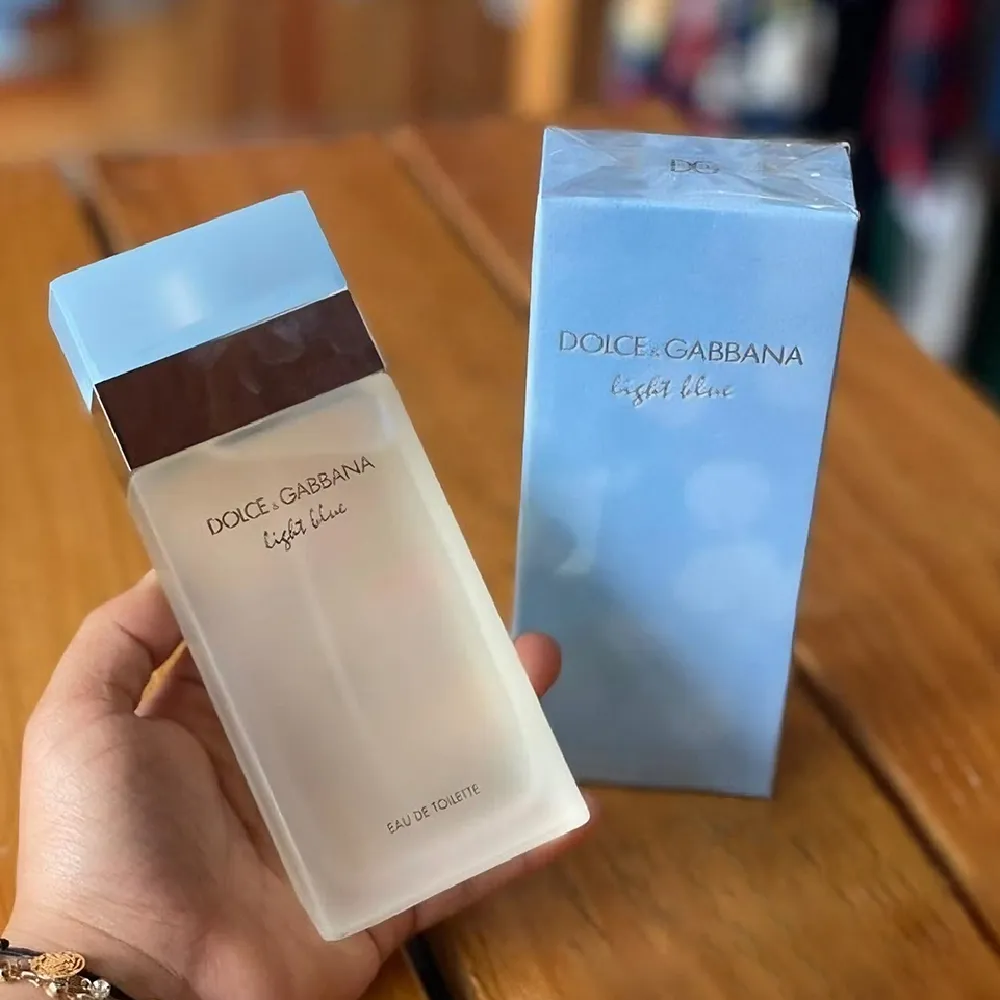 DG
DOLCE & GABBANA
light blue
DOLCE & GABBANA
light blue
EAU DE TOILETTE